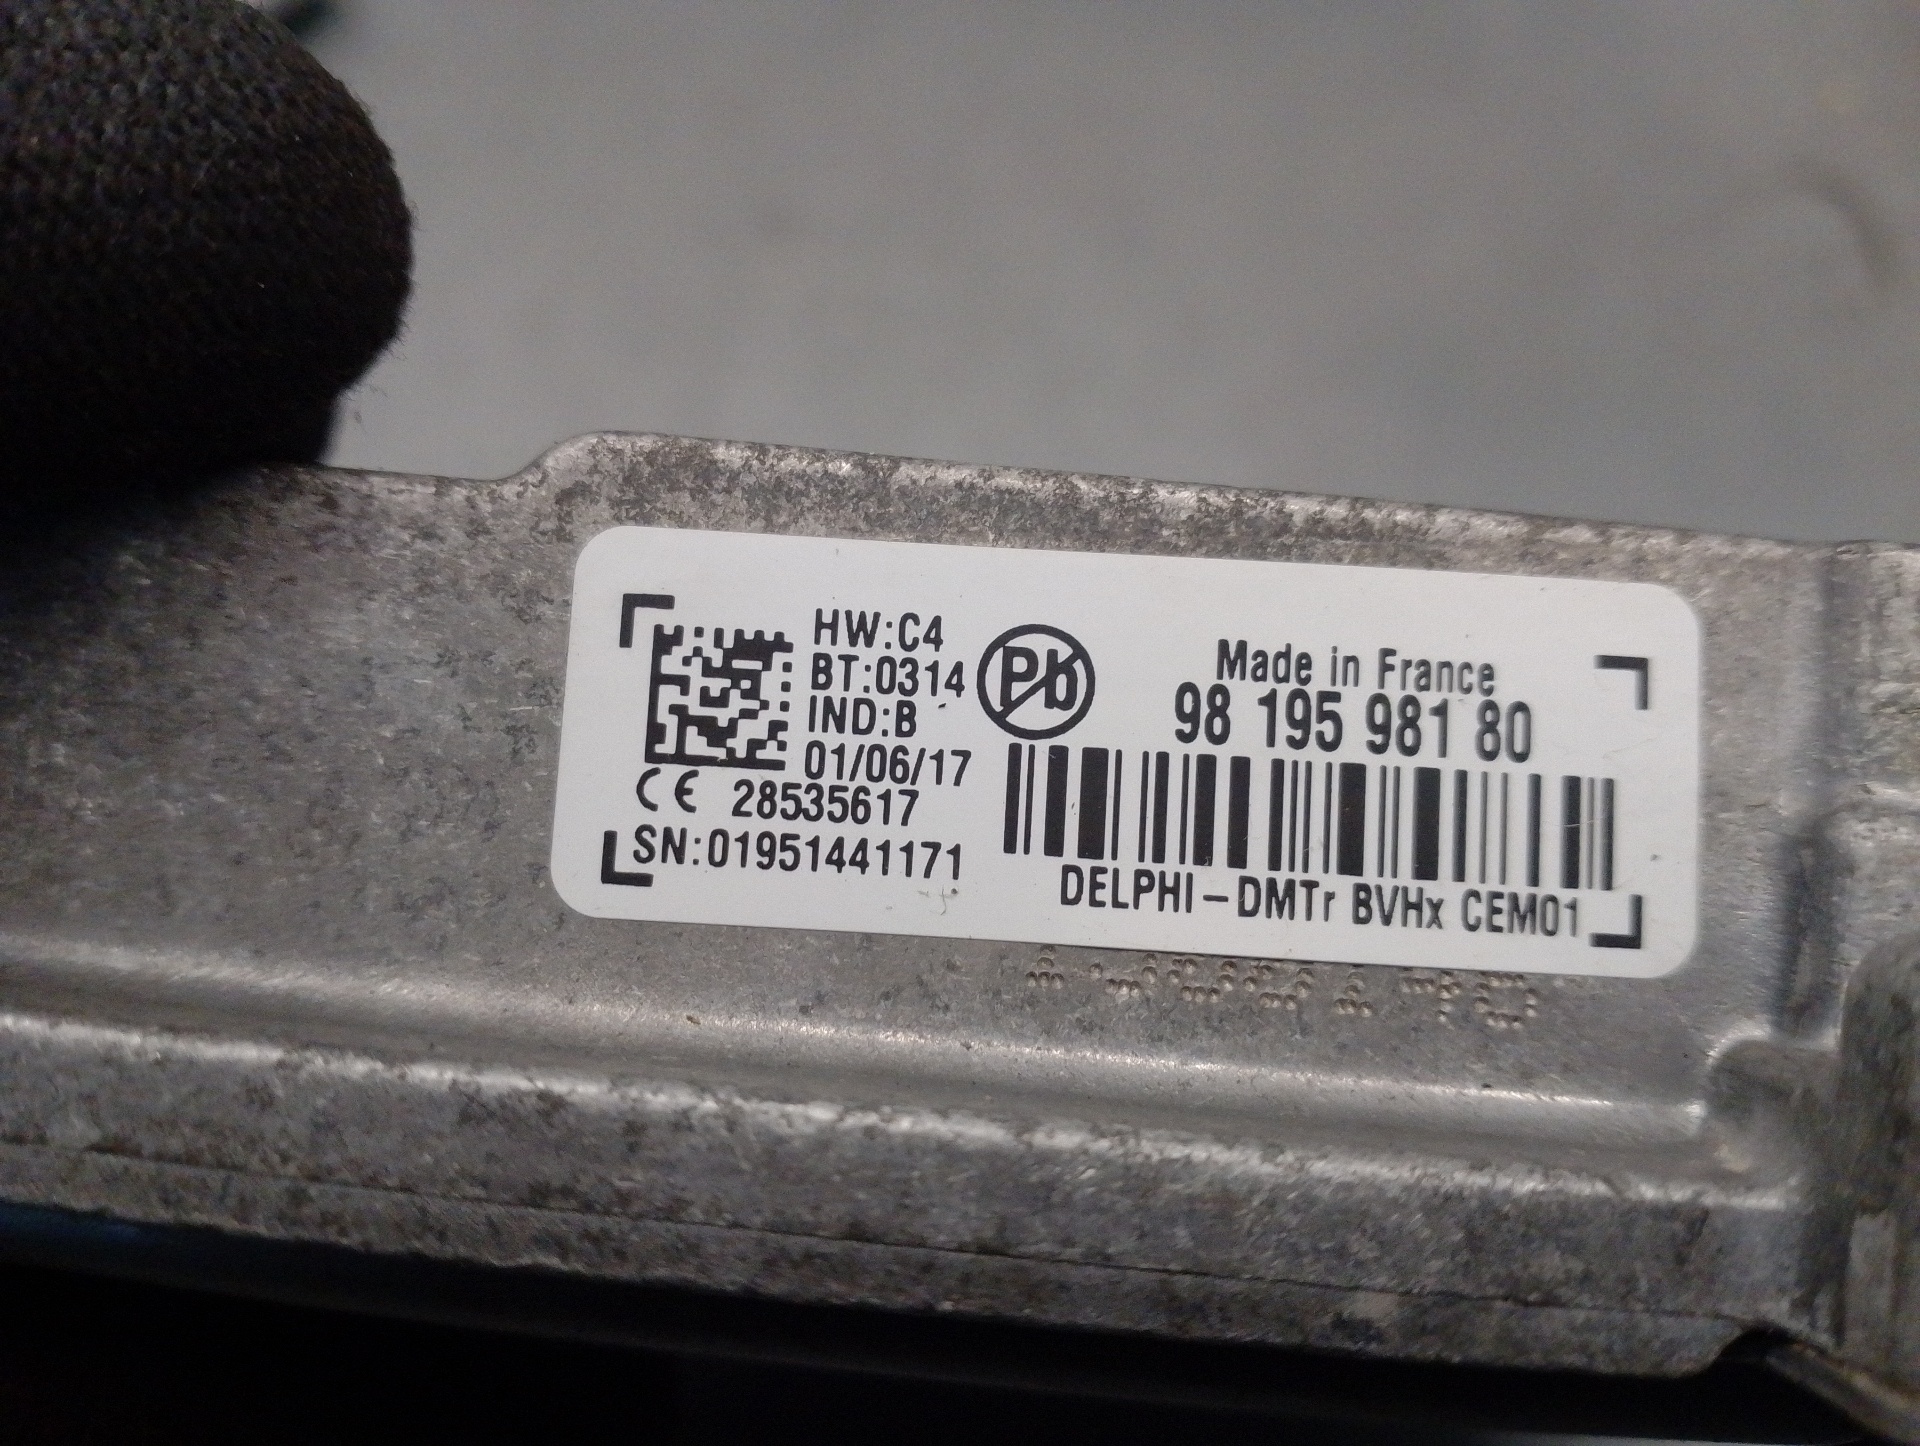 HW:C4
BT:0314
IND:B
01/06/17
CE 28535617
SN:01951441171
Pb
Made in France
98 195 981 80
DELPHI-DMTr BVHx CEM01